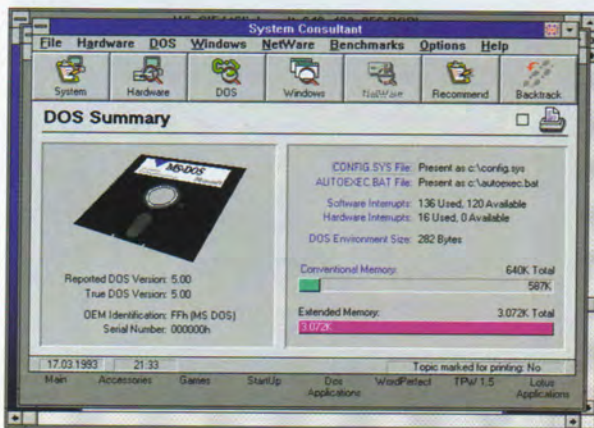 System Consultant
File Hardware DOS Windows NetWare Benchmarks Options Help
System Hardware DOS Windows NetWare Recommend Backtrack
DOS Summary
MS-DOS
CONFIG.SYS File: Present as c:\config.sys
AUTOEXEC.BAT File: Present as c:\autoexec.bat
Software Interrupts: 136 Used, 120 Available
Hardware Interrupts: 16 Used, 0 Available
DOS Environment Size: 282 Bytes
Reported DOS Version: 5.00
True DOS Version: 5.00
OEM Identification: FFh (MS DOS)
Serial Number: 000000h
Conventional Memory: 640K Total
587K
Extended Memory: 3.072K Total
3.072K
17.03.1993 21:33 Topic marked for printing: No
Main Accessories Games StartUp Dos Applications WordPerfect TPW 1.5 Lotus Applications